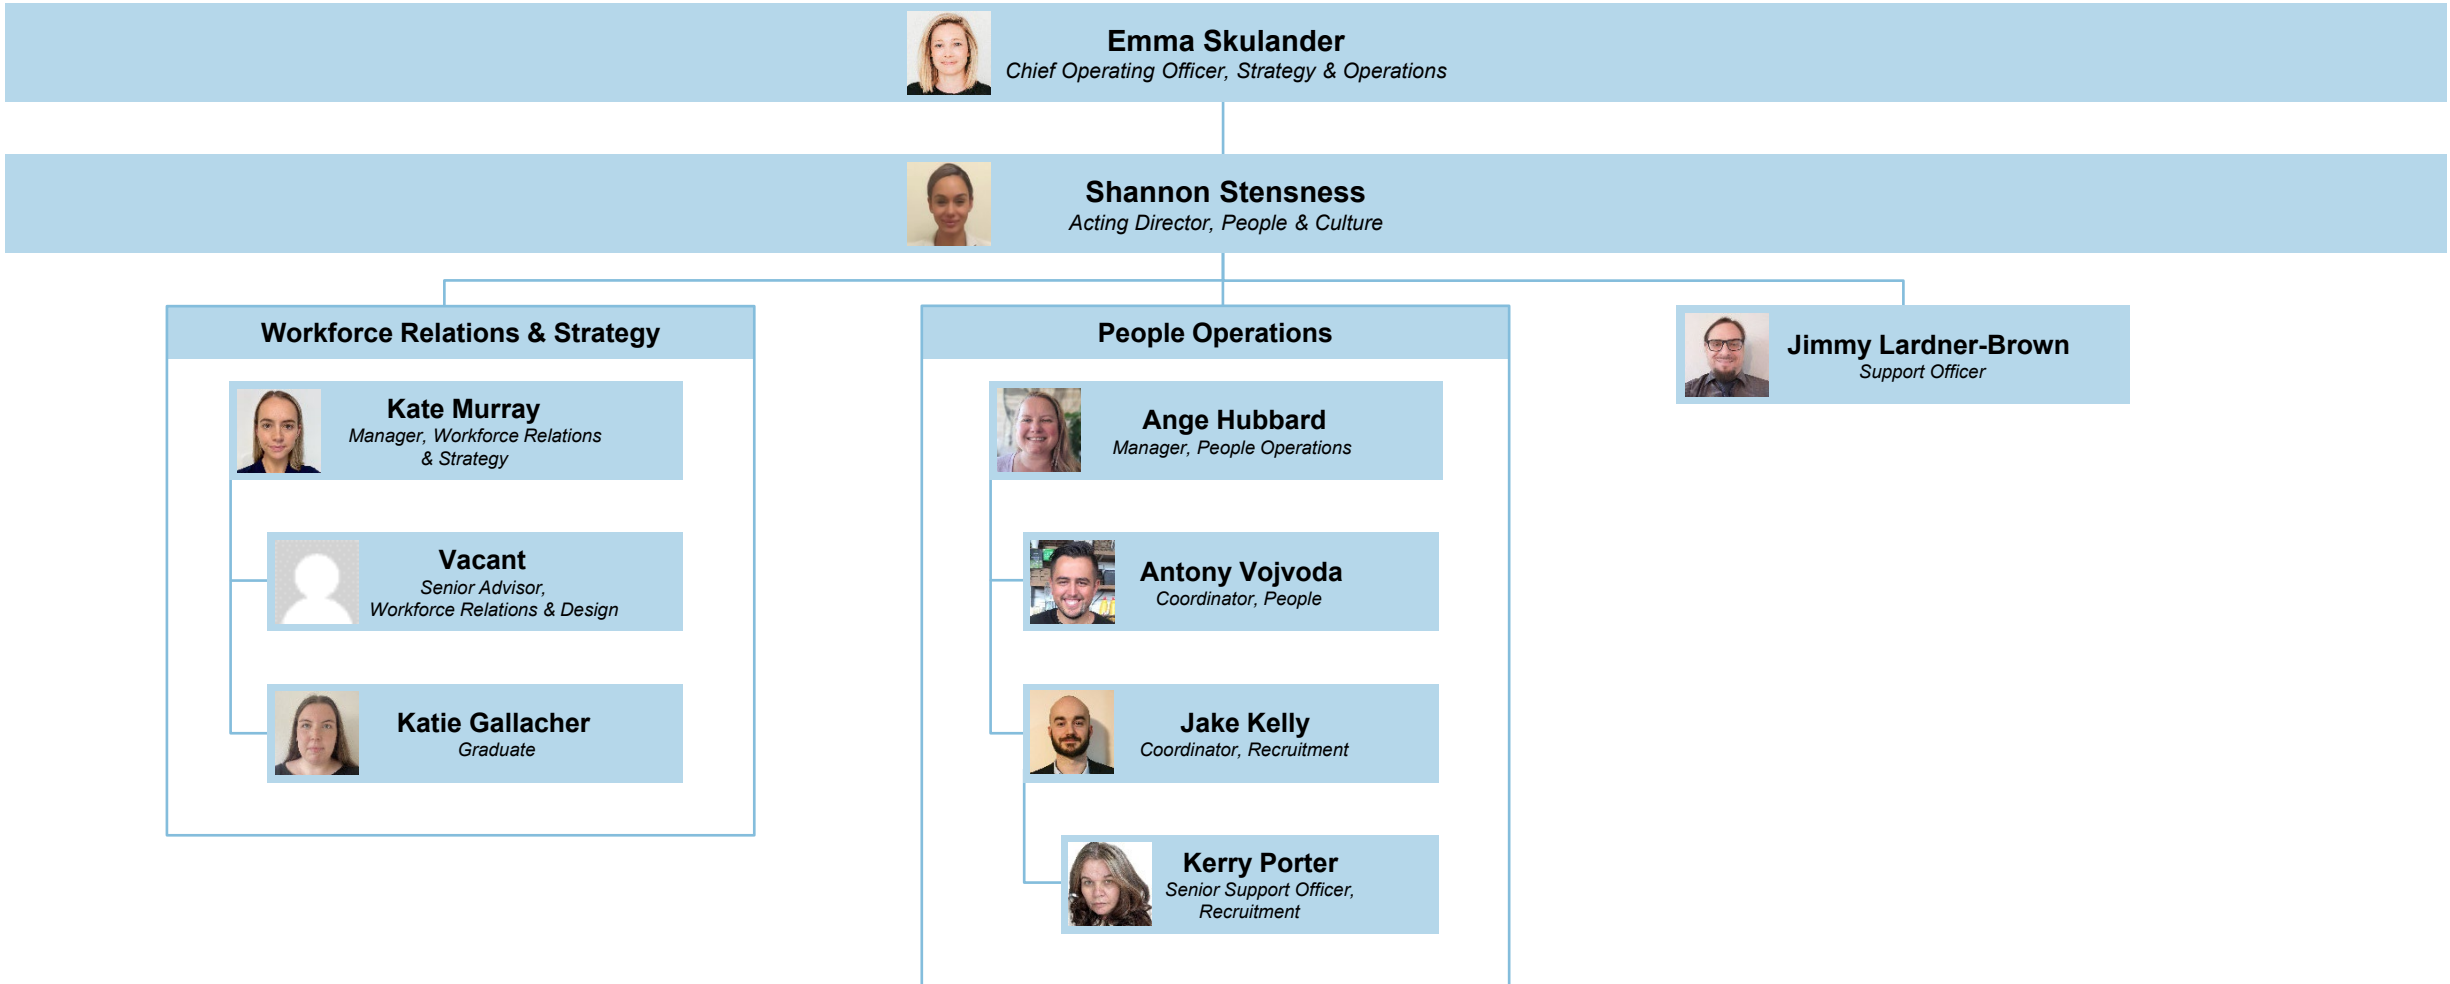 Emma Skulander
Chief Operating Officer, Strategy & Operations
Shannon Stensness
Acting Director, People & Culture
Workforce Relations & Strategy
Kate Murray
Manager, Workforce Relations
& Strategy
Vacant
Senior Advisor,
Workforce Relations & Design
Katie Gallacher
Graduate
People Operations
Ange Hubbard
Manager, People Operations
Antony Vojvoda
Coordinator, People
Jake Kelly
Coordinator, Recruitment
Kerry Porter
Senior Support Officer,
Recruitment
Jimmy Lardner-Brown
Support Officer